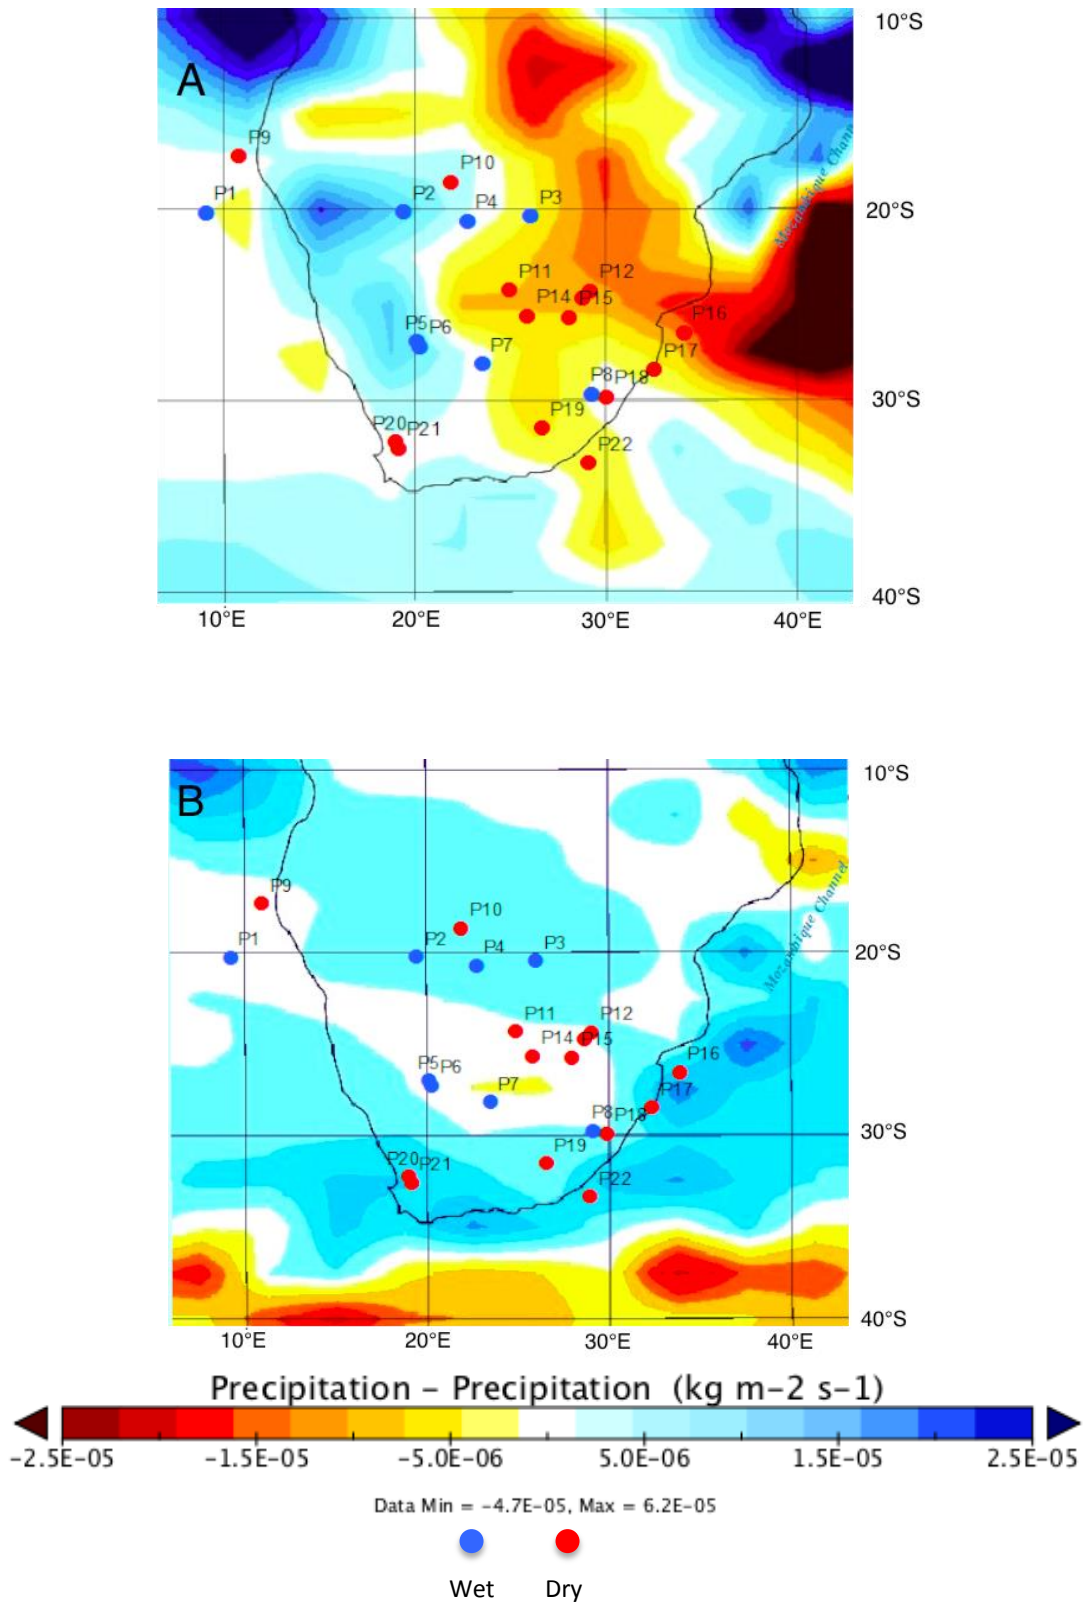 10°S
A
P9
P10
P1
P2
P4
P3
20°S
Mozambique Chann
P11
P12
P14
P15
P16
P5
P6
P7
P17
P8
P18
30°S
P20
P21
P19
P22
40°S
10°E
20°E
30°E
40°E
B
10°S
P9
P10
P1
P2
P4
P3
20°S
Mozambique Channel
P11
P12
P14
P15
P16
P5
P6
P7
P17
P8
P18
30°S
P20
P21
P19
P22
40°S
10°E
20°E
30°E
40°E
Precipitation – Precipitation (kg m-2 s-1)
-2.5E-05 -1.5E-05 -5.0E-06 5.0E-06 1.5E-05 2.5E-05
Data Min = -4.7E-05, Max = 6.2E-05
Wet Dry